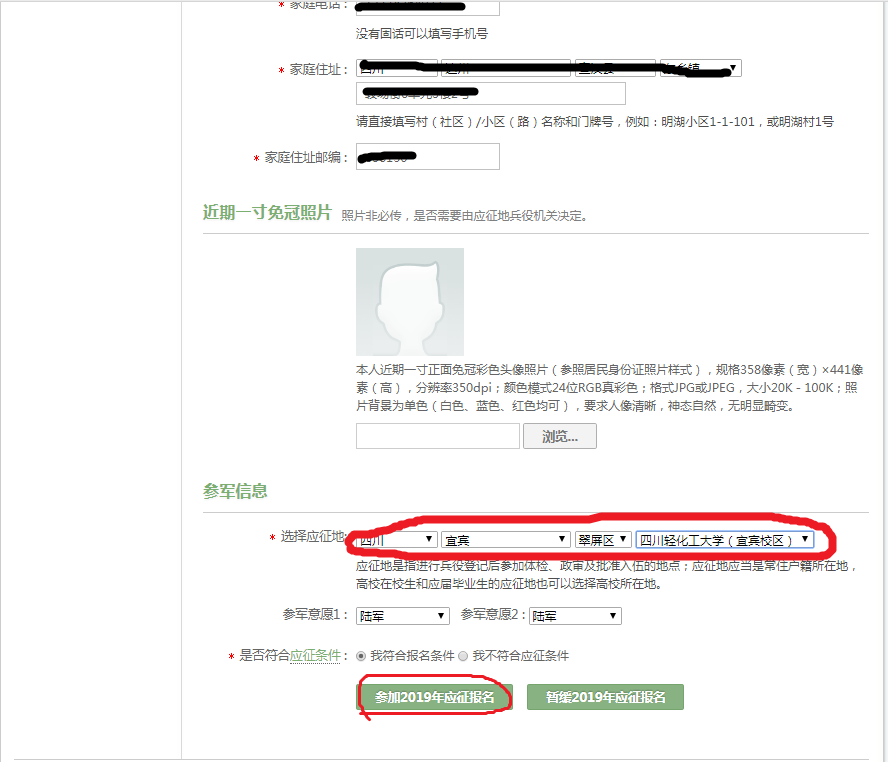 * 家庭电话：
没有固话可以填写手机号
* 家庭住址：
请直接填写村（社区）/小区（路）名称和门牌号，例如：明湖小区1-1-101，或明湖村1号
* 家庭住址邮编：
近期一寸免冠照片 照片非必传，是否需要由应征地兵役机关决定。
本人近期一寸正面免冠彩色头像照片（参照居民身份证照片样式），规格358像素（宽）×441像
素（高），分辨率350dpi；颜色模式24位RGB真彩色；格式JPG或JPEG，大小20K－100K；照
片背景为单色（白色、蓝色、红色均可），要求人像清晰，神态自然，无明显畸变。
浏览...
参军信息
* 选择应征地: 四川 宜宾 翠屏区 四川轻化工大学（宜宾校区）
应征地是指进行兵役登记后参加体检、政审及批准入伍的地点；应征地应当是常住户籍所在地，
高校在校生和应届毕业生的应征地也可以选择高校所在地。
参军意愿1： 陆军 参军意愿2： 陆军
* 是否符合应征条件： 我符合报名条件 我不符合应征条件
参加2019年应征报名 暂缓2019年应征报名